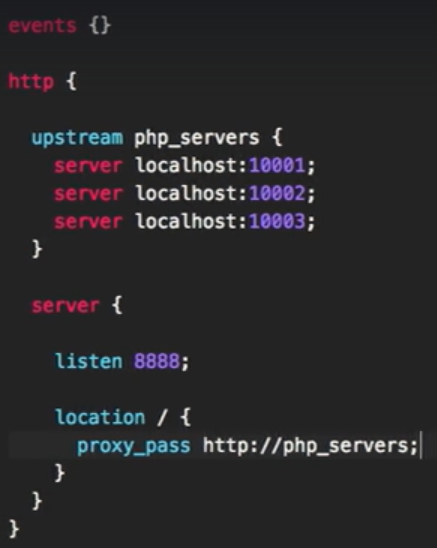 events {}
http {
upstream php_servers {
server localhost:10001;
server localhost:10002;
server localhost:10003;
}
server {
listen 8888;
location / {
proxy_pass http://php_servers;
}
}
}